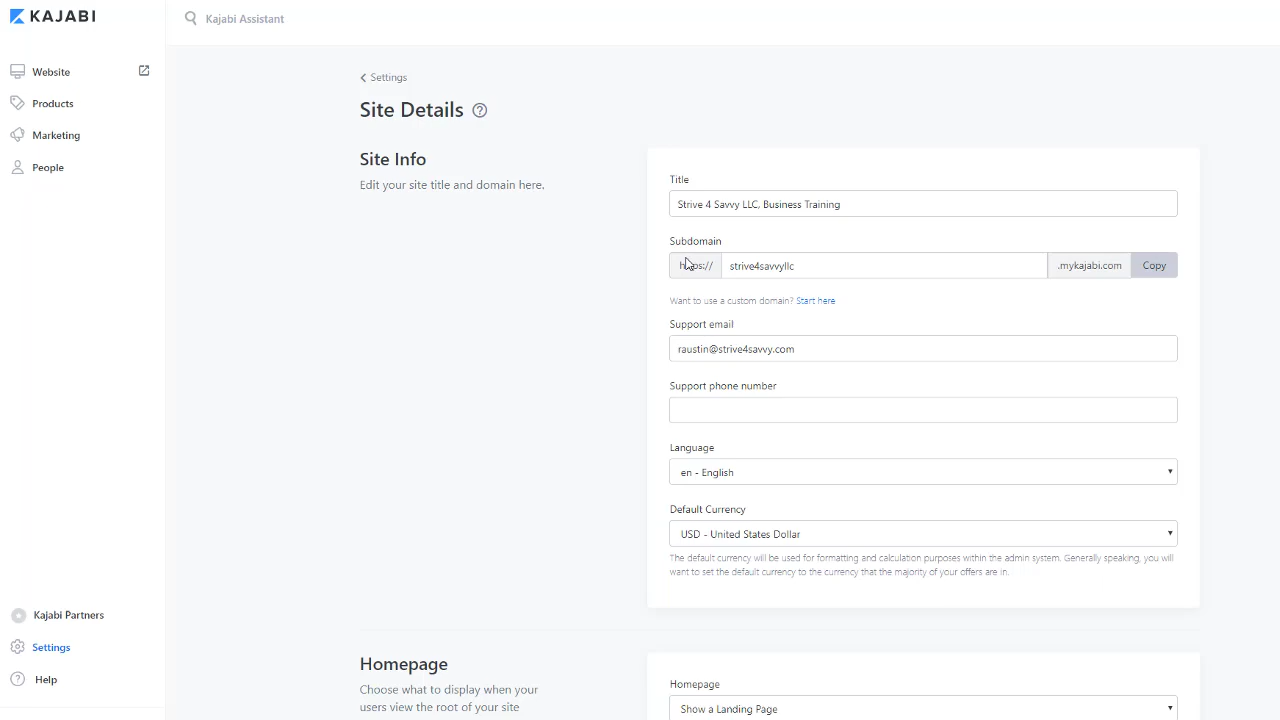 KAJABI
Kajabi Assistant
Website
Products
Marketing
People
Kajabi Partners
Settings
Help
Settings
Site Details
Site Info
Edit your site title and domain here.
Title
Strive 4 Savvy LLC, Business Training
Subdomain
https://
strive4savvyllc
.mykajabi.com
Copy
Want to use a custom domain? Start here
Support email
raustin@strive4savvy.com
Support phone number
Language
en - English
Default Currency
USD - United States Dollar
The default currency will be used for formatting and calculation purposes within the admin system. Generally speaking, you will
want to set the default currency to the currency that the majority of your offers are in.
Homepage
Choose what to display when your
users view the root of your site
Homepage
Show a Landing Page